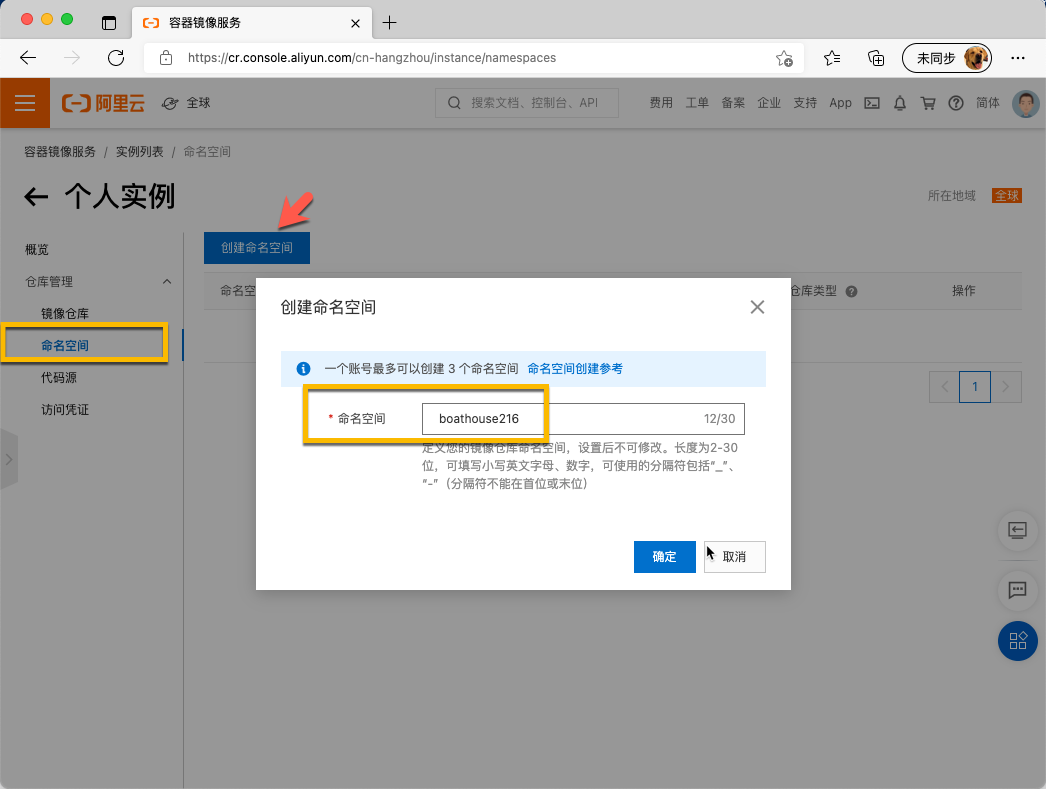 容器镜像服务
https://cr.console.aliyun.com/cn-hangzhou/instance/namespaces
未同步
阿里云
全球
搜索文档、控制台、API
费用 工单 备案 企业 支持 App 简体
容器镜像服务 / 实例列表 / 命名空间
个人实例
所在地域 全球
概览
仓库管理
镜像仓库
命名空间
代码源
访问凭证
创建命名空间
命名空
仓库类型
操作
1
创建命名空间
一个账号最多可以创建 3 个命名空间 命名空间创建参考
* 命名空间
boathouse216
12/30
定义您的镜像仓库命名空间，设置后不可修改。长度为2-30
位，可填写小写英文字母、数字，可使用的分隔符包括“_”、
“-”（分隔符不能在首位或末位）
确定
取消